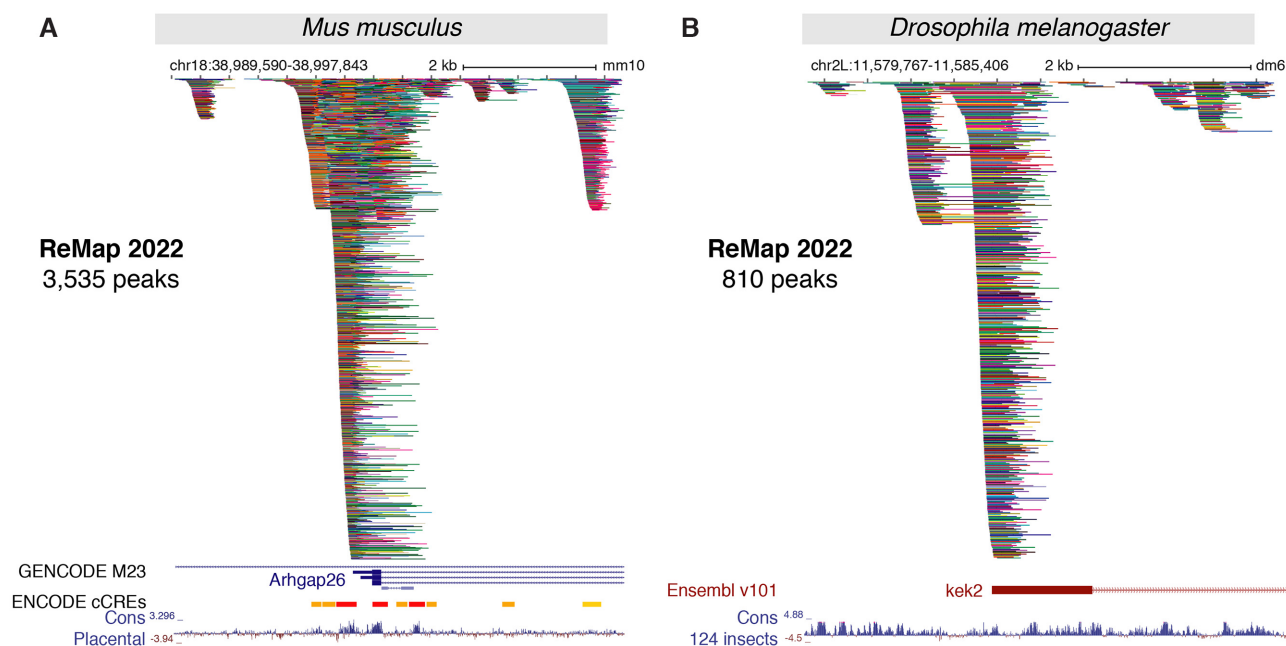 A
Mus musculus
chr18:38,989,590-38,997,843
2 kb
mm10
ReMap 2022
3,535 peaks
GENCODE M23
Arhgap26
ENCODE cCREs
Cons 3.296 _
Placental -3.94 _
B
Drosophila melanogaster
chr2L:11,579,767-11,585,406
2 kb
dm6
ReMap 2022
810 peaks
Ensembl v101
kek2
Cons 4.88 _
124 insects -4.5 _